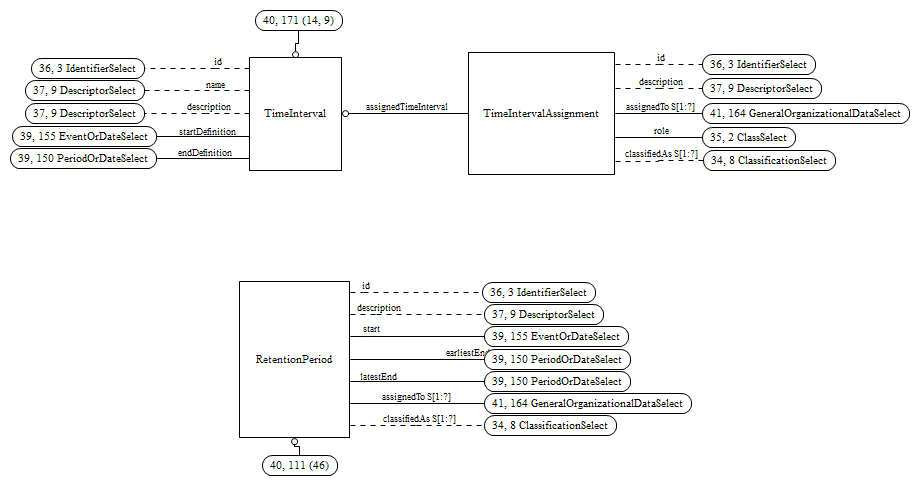 40, 171 (14, 9)
id
36, 3 IdentifierSelect
name
37, 9 DescriptorSelect
description
37, 9 DescriptorSelect
startDefinition
39, 155 EventOrDateSelect
endDefinition
39, 150 PeriodOrDateSelect
TimeInterval
assignedTimeInterval
TimeIntervalAssignment
id
36, 3 IdentifierSelect
description
37, 9 DescriptorSelect
assignedTo S[1:?]
41, 164 GeneralOrganizationalDataSelect
role
35, 2 ClassSelect
classifiedAs S[1:?]
34, 8 ClassificationSelect
RetentionPeriod
id
36, 3 IdentifierSelect
description
37, 9 DescriptorSelect
start
39, 155 EventOrDateSelect
earliestEnd
39, 150 PeriodOrDateSelect
latestEnd
39, 150 PeriodOrDateSelect
assignedTo S[1:?]
41, 164 GeneralOrganizationalDataSelect
classifiedAs S[1:?]
34, 8 ClassificationSelect
40, 111 (46)